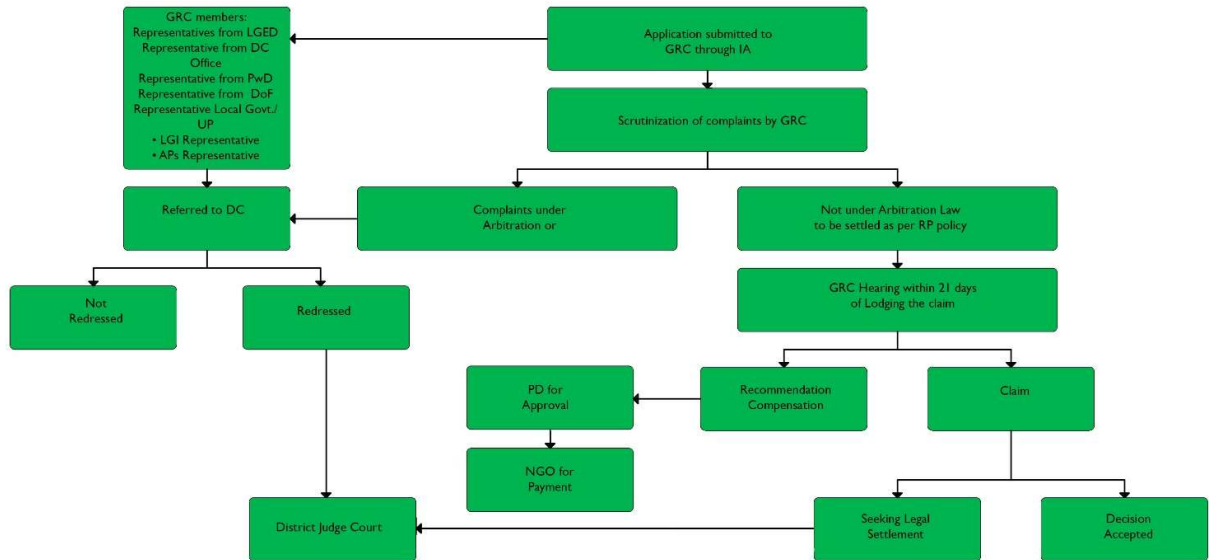 GRC members:
Representatives from LGED
Representative from DC
Office
Representative from PwD
Representative from DoF
Representative Local Govt./
UP
• LGI Representative
• APs Representative
Application submitted to
GRC through IA
Scrutinization of complaints by GRC
Referred to DC
Complaints under
Arbitration or
Not under Arbitration Law
to be settled as per RP policy
Not
Redressed
Redressed
GRC Hearing within 21 days
of Lodging the claim
PD for
Approval
Recommendation
Compensation
Claim
NGO for
Payment
District Judge Court
Seeking Legal
Settlement
Decision
Accepted